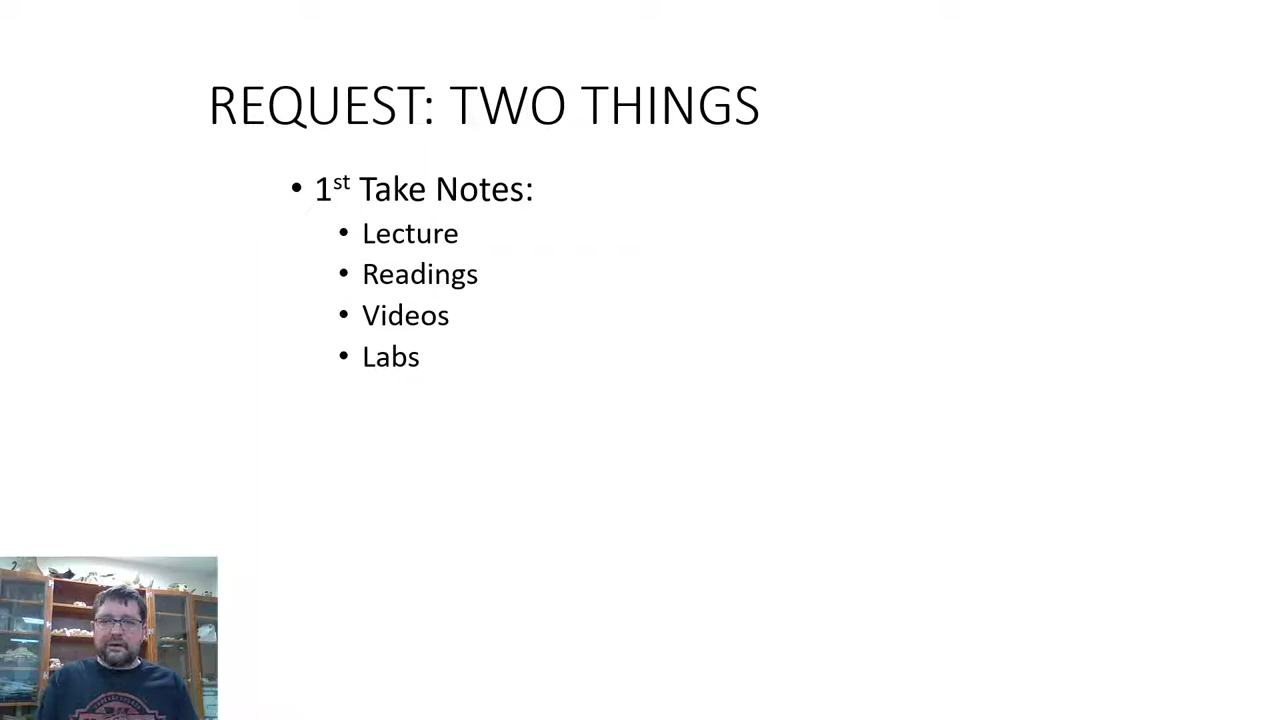 REQUEST: TWO THINGS
• 1st Take Notes:
• Lecture
• Readings
• Videos
• Labs